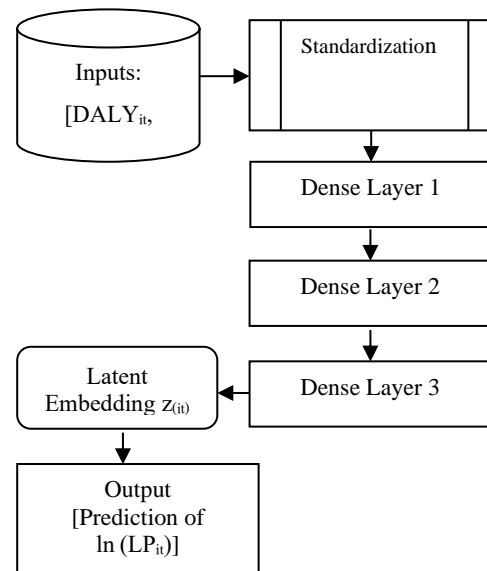 Inputs:
[DALYit,
Standardization
Dense Layer 1
Dense Layer 2
Dense Layer 3
Latent
Embedding z(it)
Output
[Prediction of
ln (LPit)]